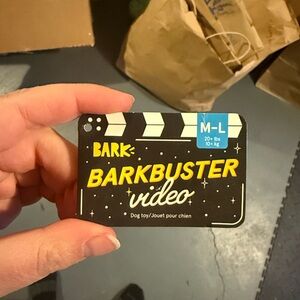 M-L
20+ lbs
10+ kg
BARK
BARKBUSTER
video
Dog toy/Jouet pour chien